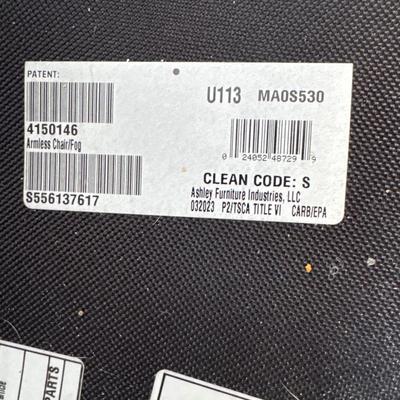 PATENT:
U113 MA0S530
4150146
Armless Chair/Fog
0 24052 48729 9
CLEAN CODE: S
S556137617
Ashley Furniture Industries, LLC
032023 P2/TSCA TITLE VI CARB/EPA
PARTS